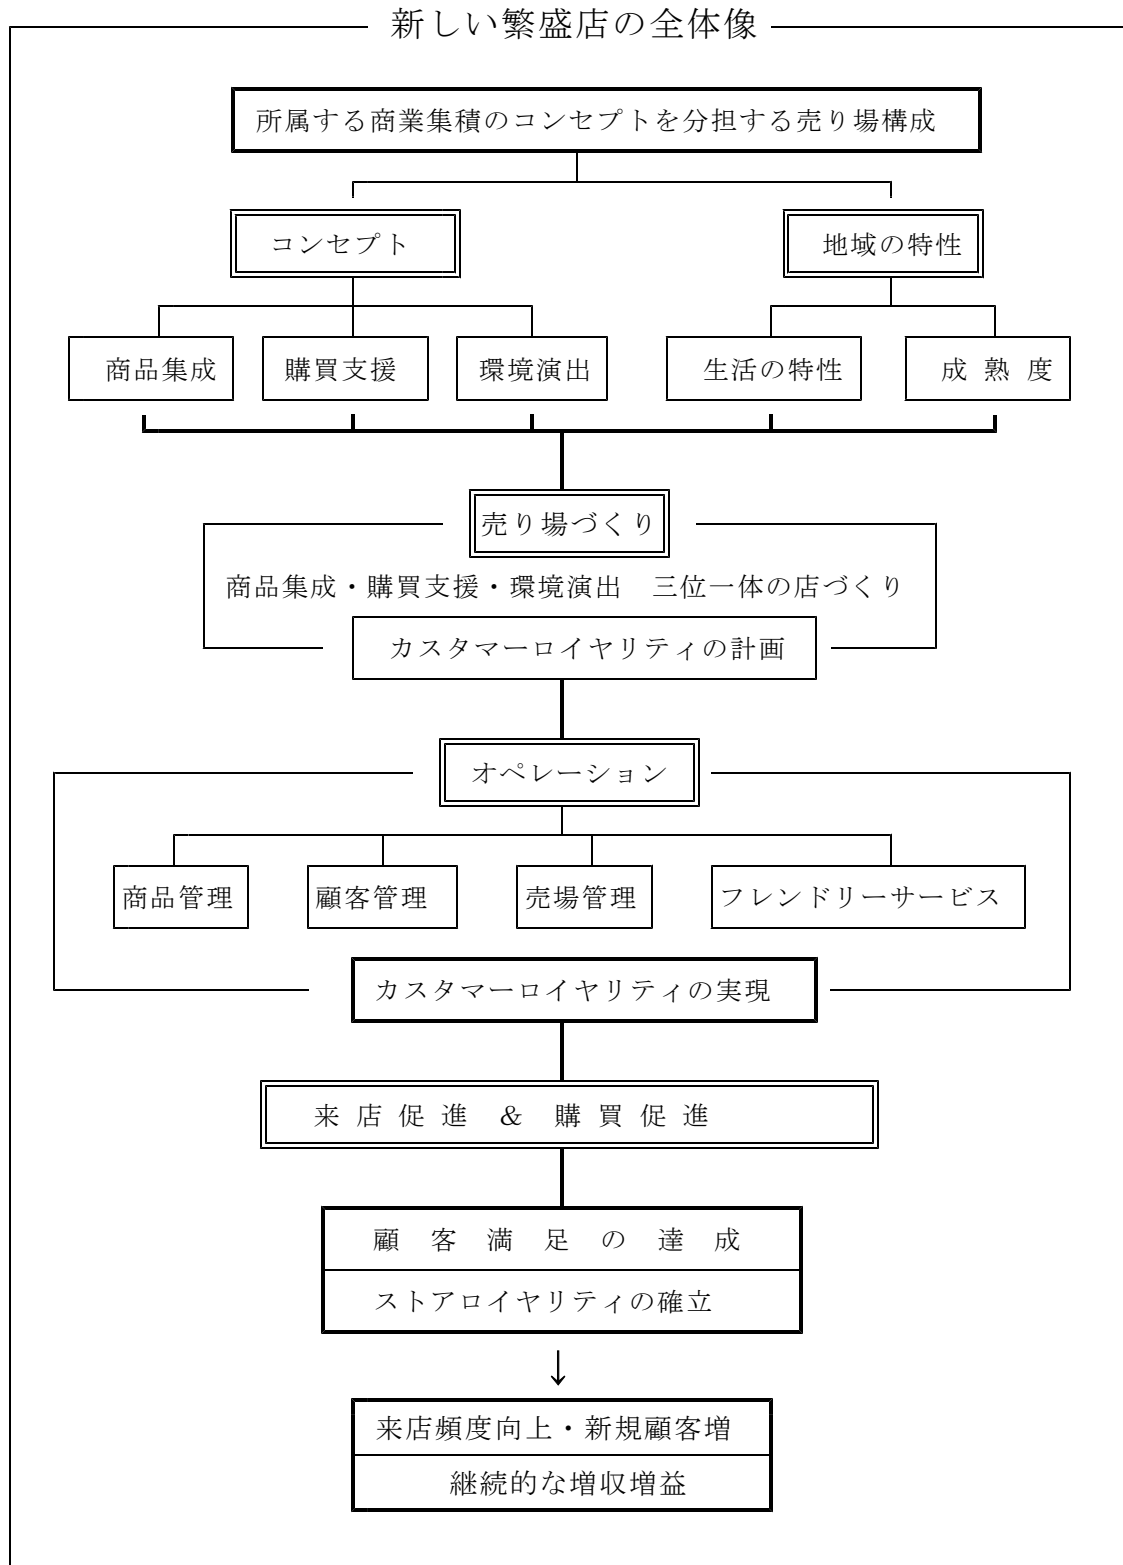 新しい繁盛店の全体像
所属する商業集積のコンセプトを分担する売り場構成
コンセプト
地域の特性
商品集成
購買支援
環境演出
生活の特性
成 熟 度
売り場づくり
商品集成・購買支援・環境演出　三位一体の店づくり
カスタマーロイヤリティの計画
オペレーション
商品管理
顧客管理
売場管理
フレンドリーサービス
カスタマーロイヤリティの実現
来 店 促 進 ＆ 購 買 促 進
顧 客 満 足 の 達 成
ストアロイヤリティの確立
↓
来店頻度向上・新規顧客増
継続的な増収増益